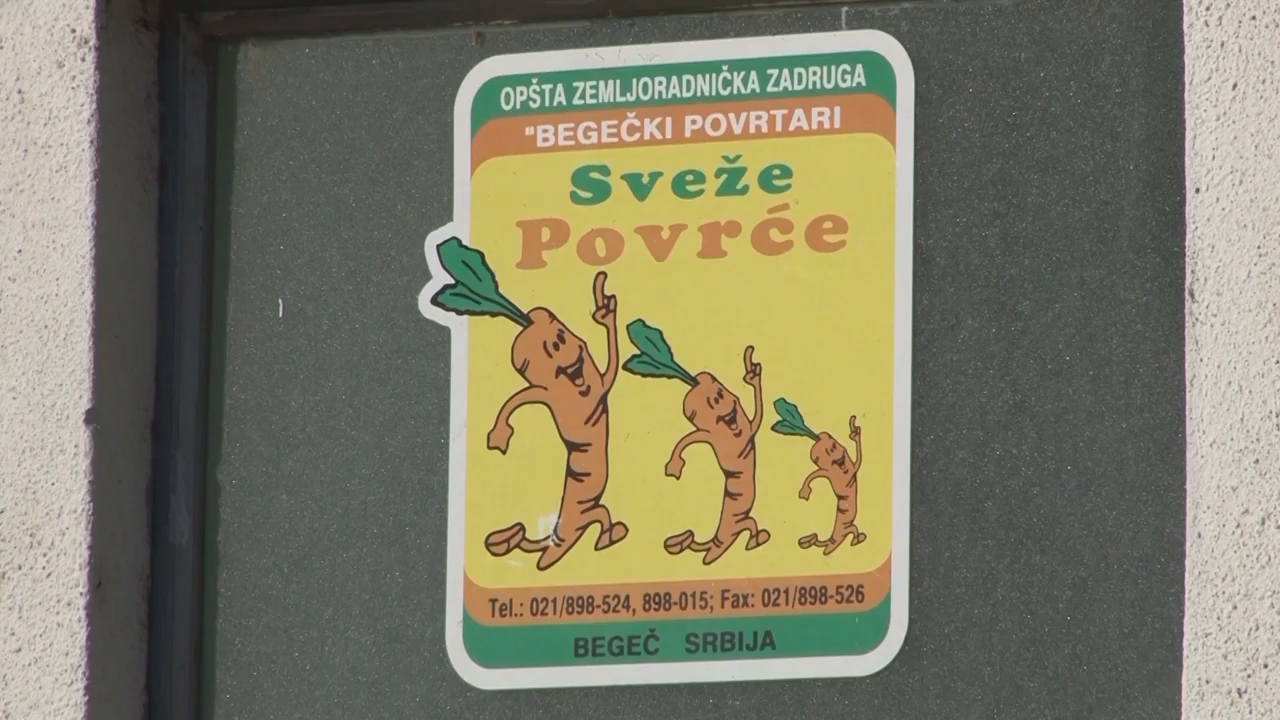 OPŠTA ZEMLJORADNIČKA ZADRUGA
"BEGEČKI POVRTARI
Sveže
Povrće
Tel.: 021/898-524, 898-015; Fax: 021/898-526
BEGEČ SRBIJA